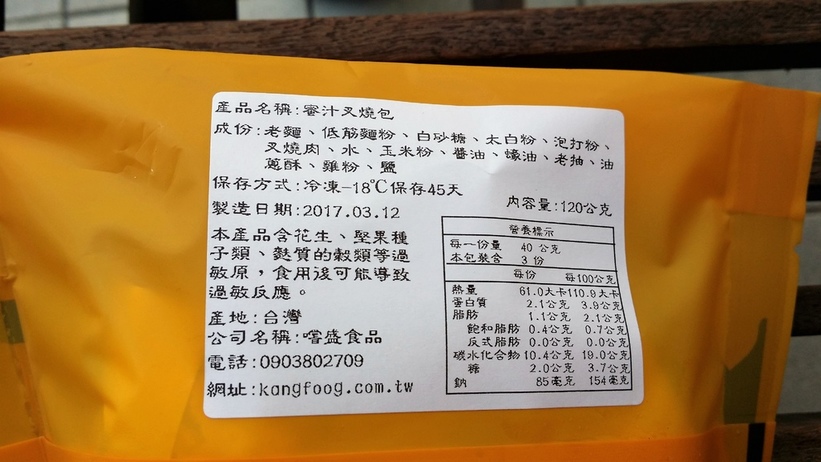 產品名稱:蜜汁叉燒包
成份:老麵、低筋麵粉、白砂糖、太白粉、泡打粉、
叉燒肉、水、玉米粉、醬油、蠔油、老抽、油
蔥酥、雞粉、鹽
保存方式:冷凍-18℃保存45天
製造日期:2017.03.12
內容量:120公克
本產品含花生、堅果種
子類、麩質的穀類等過
敏原，食用後可能導致
過敏反應。
產地:台灣
公司名稱:嚐盛食品
電話:0903802709
網址:kangfoog.com.tw
營養標示
每一份量 40 公克
本包裝含 3 份
每份 每100公克
熱量 61.0大卡 110.9大卡
蛋白質 2.1公克 3.9公克
脂肪 1.1公克 2.1公克
飽和脂肪 0.4公克 0.7公克
反式脂肪 0.0公克 0.0公克
碳水化合物 10.4公克 19.0公克
糖 2.0公克 3.7公克
鈉 85毫克 154毫克